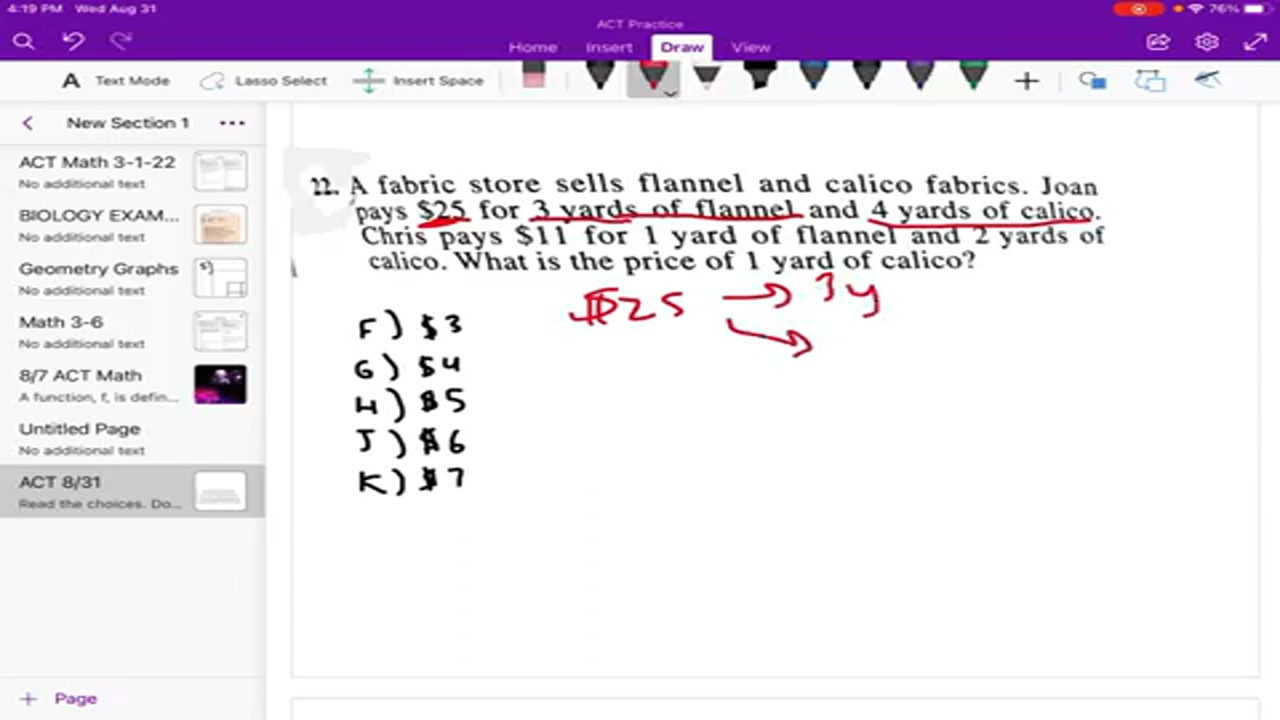 4:19 PM Wed Aug 31
76%
ACT Practice
Home Insert Draw View
A Text Mode Lasso Select Insert Space
New Section 1
ACT Math 3-1-22
No additional text
BIOLOGY EXAM...
No additional text
Geometry Graphs
No additional text
Math 3-6
No additional text
8/7 ACT Math
A function, f, is defin...
Untitled Page
No additional text
ACT 8/31
Read the choices. Do...
+ Page
22. A fabric store sells flannel and calico fabrics. Joan
pays $25 for 3 yards of flannel and 4 yards of calico.
Chris pays $11 for 1 yard of flannel and 2 yards of
calico. What is the price of 1 yard of calico?
$25 → 3y
→
F) $3
G) $4
H) $5
J) $6
K) $7